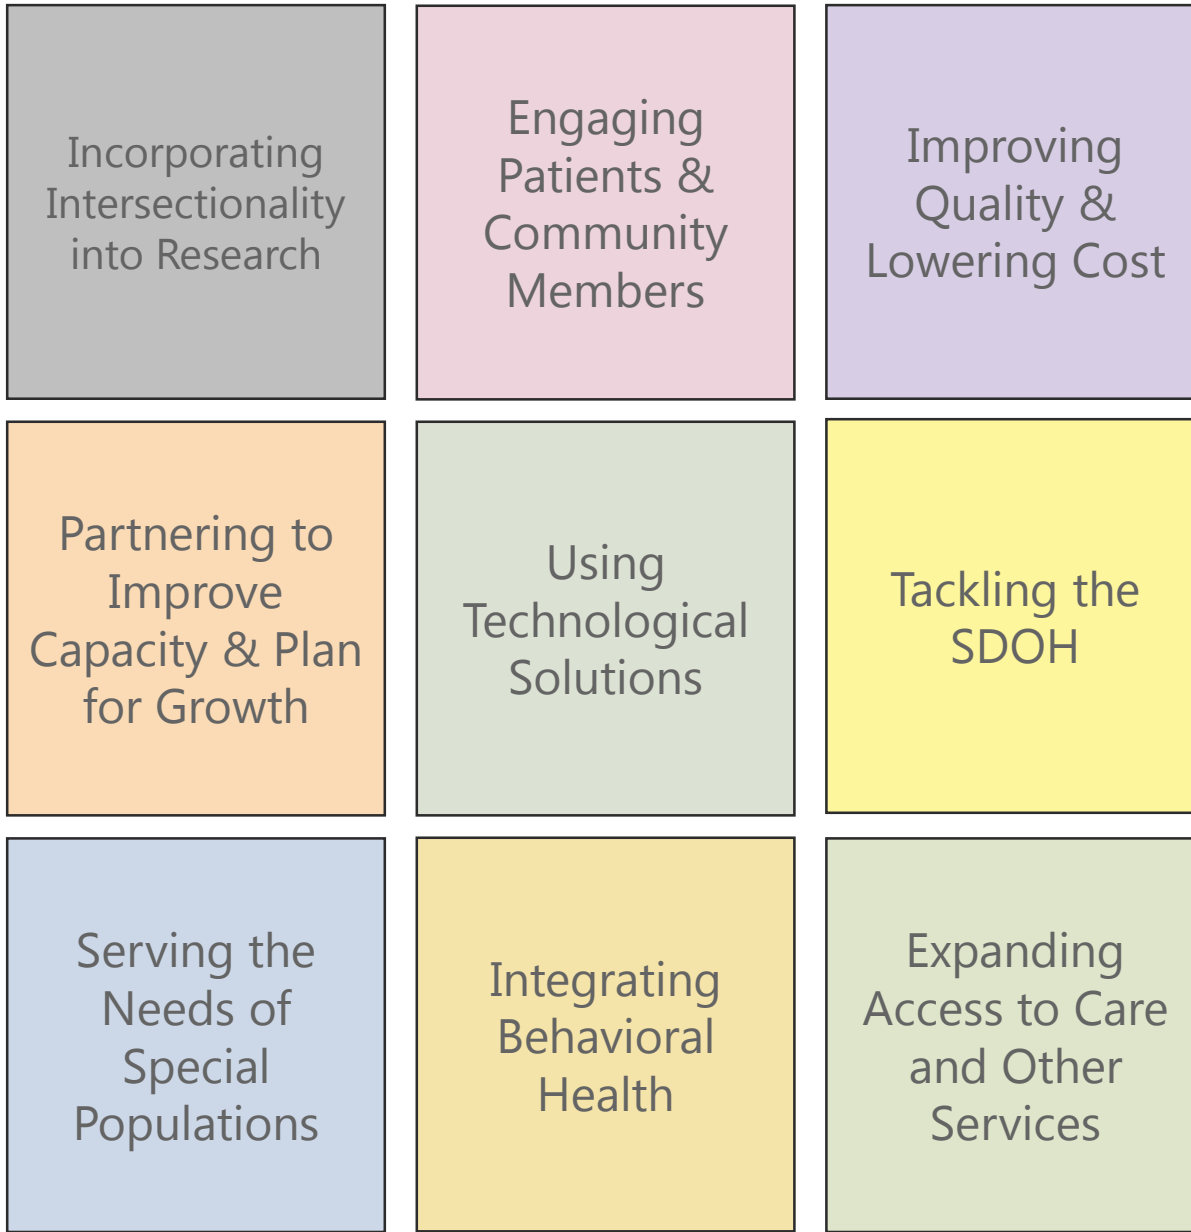 Incorporating
Intersectionality
into Research
Engaging
Patients &
Community
Members
Improving
Quality &
Lowering Cost
Partnering to
Improve
Capacity & Plan
for Growth
Using
Technological
Solutions
Tackling the
SDOH
Serving the
Needs of
Special
Populations
Integrating
Behavioral
Health
Expanding
Access to Care
and Other
Services